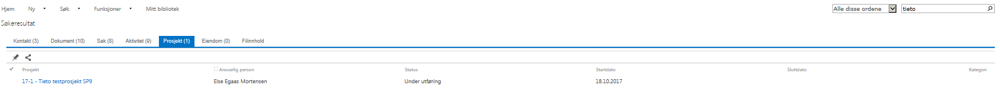 Hjem Ny Søk Funksjoner Mitt bibliotek Alle disse ordene tieto
Søkeresultat
Kontakt (3) Dokument (10) Sak (8) Aktivitet (9) Prosjekt (1) Eiendom (0) Filinnhold
Prosjekt Ansvarlig person Status Startdato Sluttdato Kategori
17-1 - Tieto testprosjekt SP9 Else Egaas Mortensen Under utføring 18.10.2017